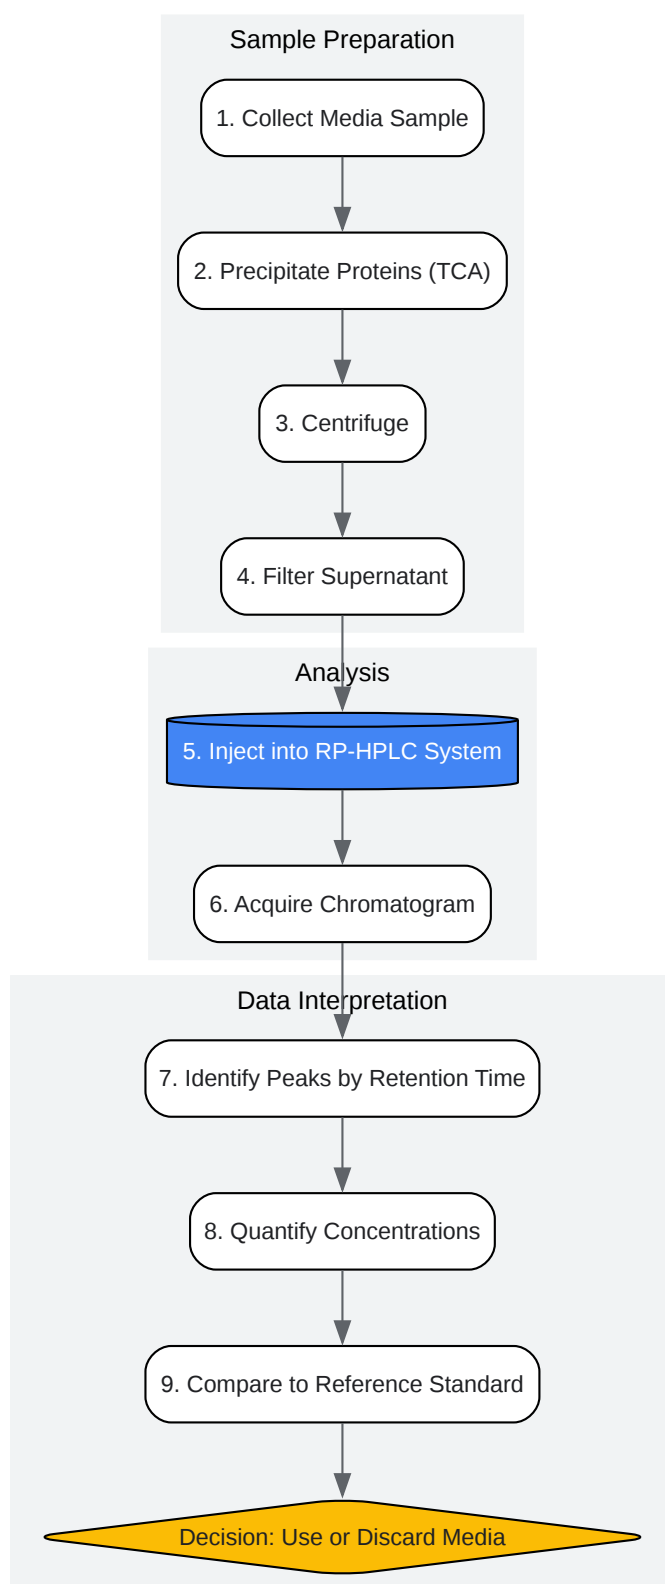 Sample Preparation
1. Collect Media Sample
2. Precipitate Proteins (TCA)
3. Centrifuge
4. Filter Supernatant
Analysis
5. Inject into RP-HPLC System
6. Acquire Chromatogram
Data Interpretation
7. Identify Peaks by Retention Time
8. Quantify Concentrations
9. Compare to Reference Standard
Decision: Use or Discard Media